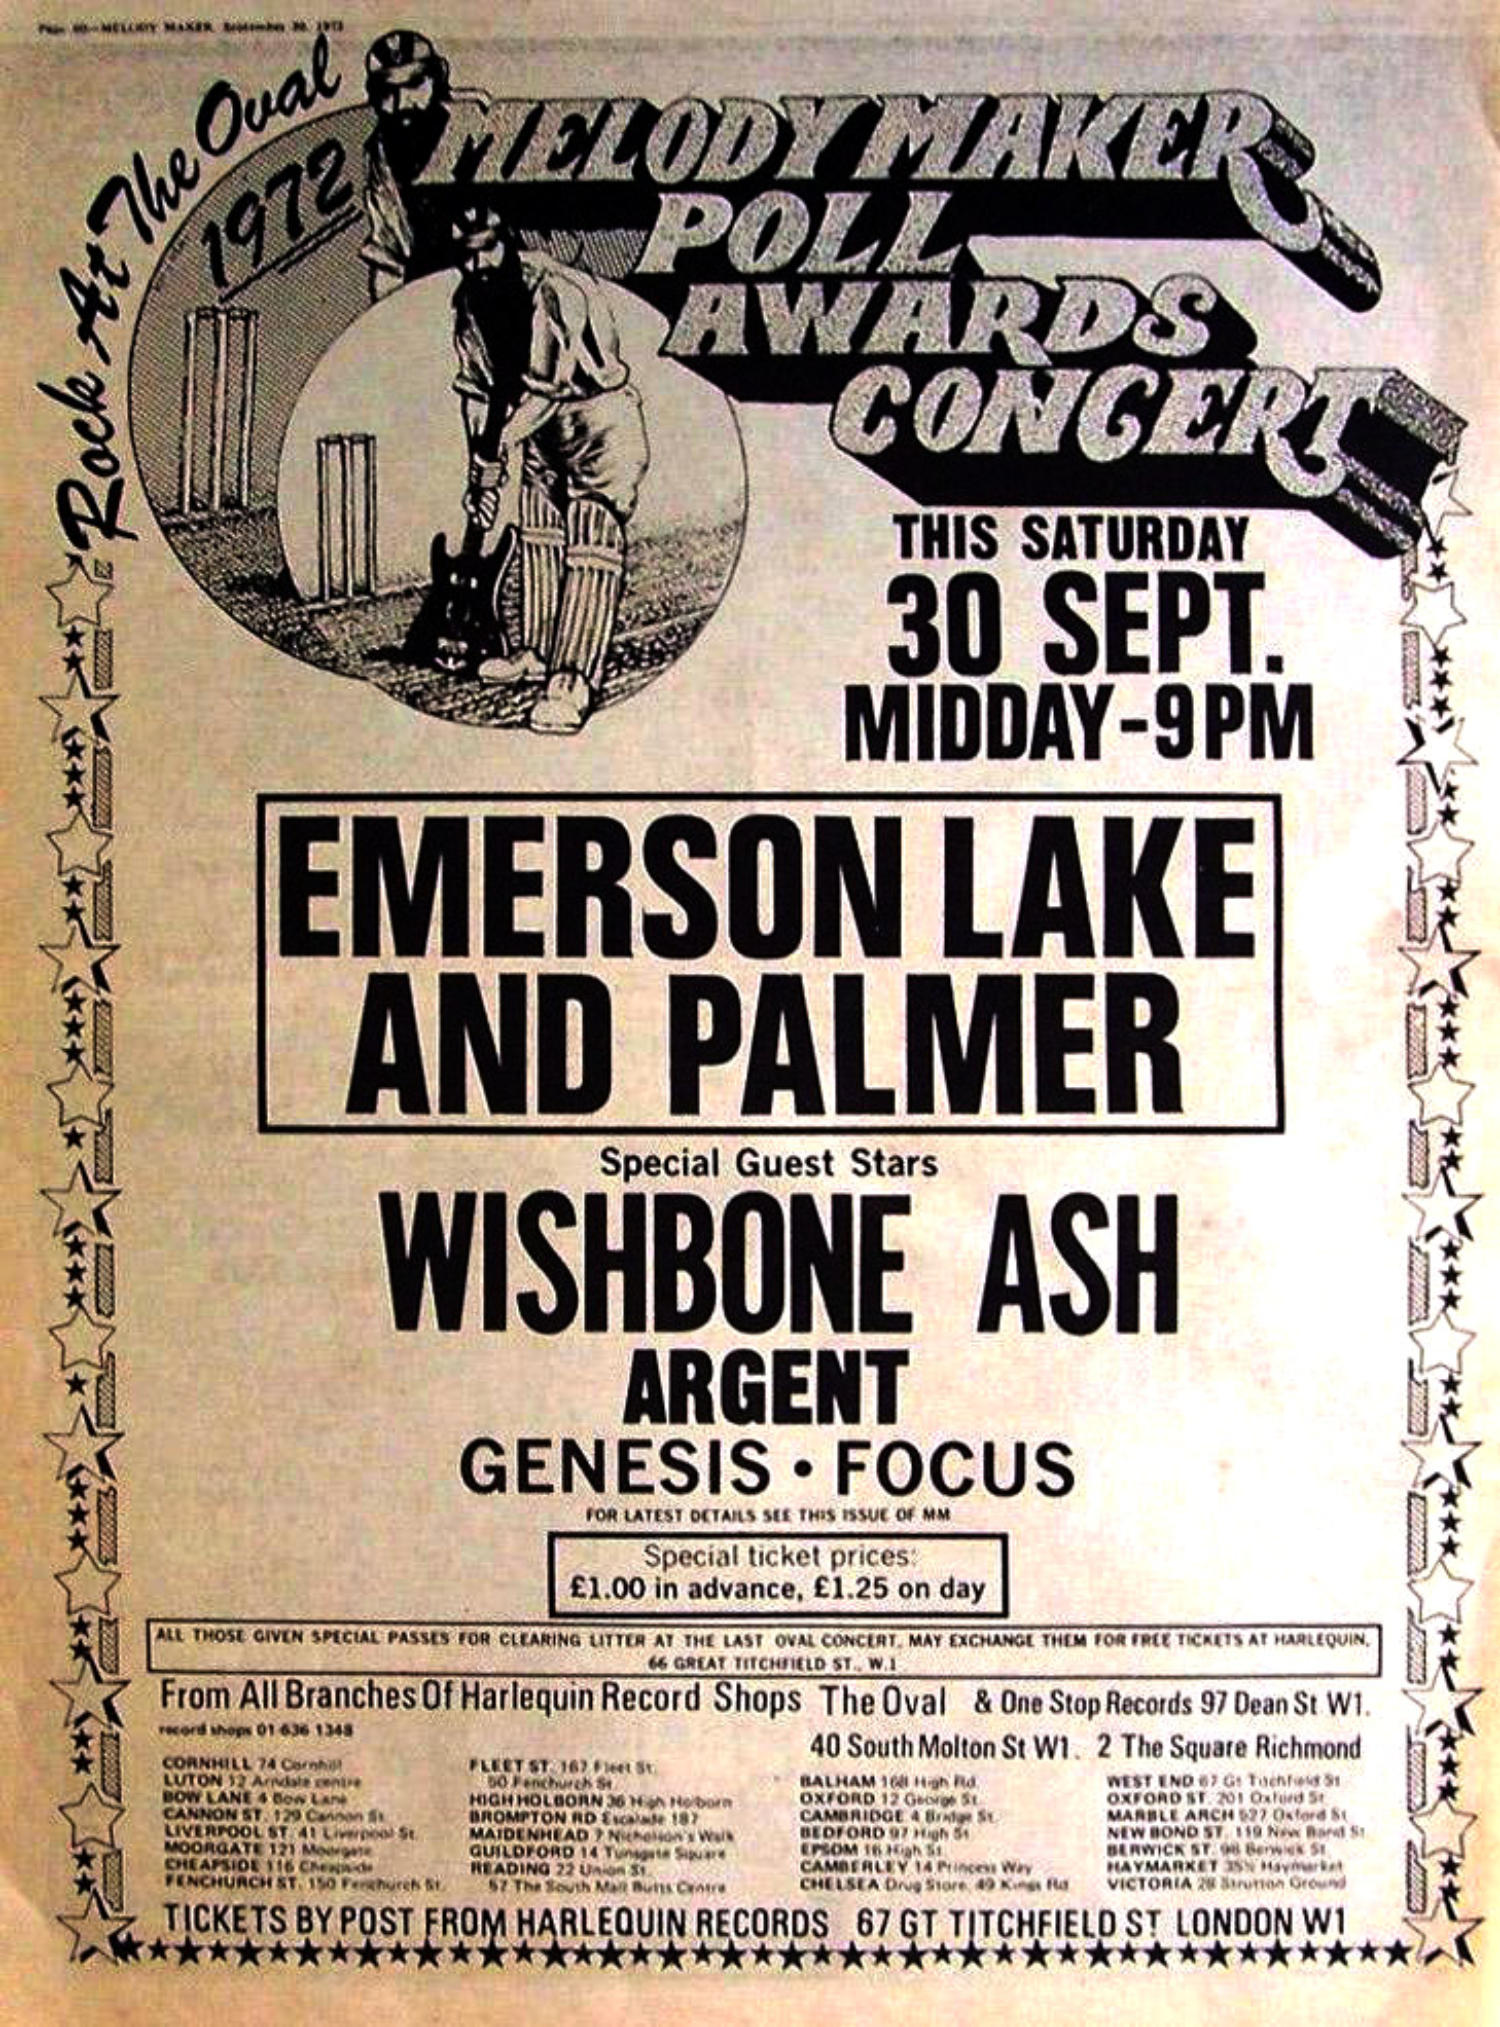 Page 60—MELODY MAKER, September 30, 1972
Rock At The Oval
1972
MELODY MAKER
POLL
AWARDS
CONCERT
THIS SATURDAY
30 SEPT.
MIDDAY-9PM
EMERSON LAKE
AND PALMER
Special Guest Stars
WISHBONE ASH
ARGENT
GENESIS • FOCUS
FOR LATEST DETAILS SEE THIS ISSUE OF MM
Special ticket prices:
£1.00 in advance, £1.25 on day
ALL THOSE GIVEN SPECIAL PASSES FOR CLEARING LITTER AT THE LAST OVAL CONCERT, MAY EXCHANGE THEM FOR FREE TICKETS AT HARLEQUIN,
66 GREAT TITCHFIELD ST., W.1
From All Branches Of Harlequin Record Shops The Oval & One Stop Records 97 Dean St W1.
record shops 01 636 1348
40 South Molton St W1. 2 The Square Richmond
CORNHILL 74 Cornhill
LUTON 12 Arndale centre
BOW LANE 4 Bow Lane
CANNON ST. 129 Cannon St.
LIVERPOOL ST. 41 Liverpool St.
MOORGATE 121 Moorgate
CHEAPSIDE 116 Cheapside
FENCHURCH ST. 150 Fenchurch St.
FLEET ST. 167 Fleet St.
50 Fenchurch St
HIGH HOLBORN 36 High Holborn
BROMPTON RD Escalade 187
MAIDENHEAD 7 Nicholson's Walk
GUILDFORD 14 Tunsgate Square
READING 22 Union St.
57 The South Mall Butts Centre
BALHAM 168 High Rd.
OXFORD 12 George St.
CAMBRIDGE 4 Bridge St.
BEDFORD 97 High St
EPSOM 16 High St.
CAMBERLEY 14 Princess Way
CHELSEA Drug Store, 49 Kings Rd
WEST END 67 Gt Titchfield St
OXFORD ST. 201 Oxford St.
MARBLE ARCH 527 Oxford St
NEW BOND ST. 119 New Bond St
BERWICK ST. 98 Berwick St.
HAYMARKET 35½ Haymarket
VICTORIA 28 Strutton Ground
TICKETS BY POST FROM HARLEQUIN RECORDS 67 GT TITCHFIELD ST LONDON W1